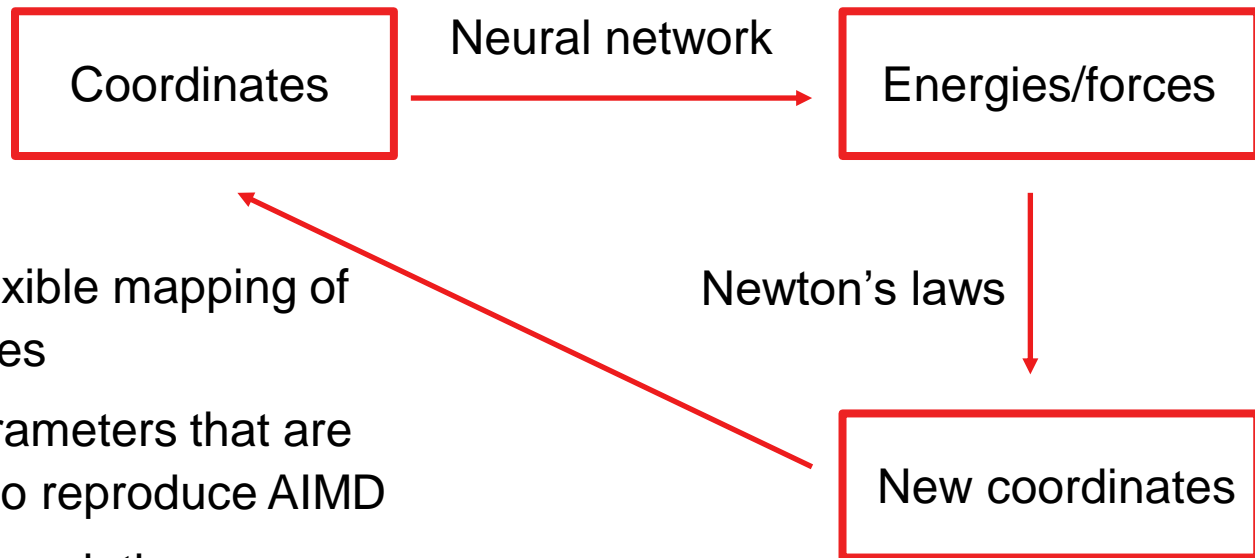 Neural network
Coordinates
Energies/forces
xible mapping of
es
Newton's laws
rameters that are
o reproduce AIMD
New coordinates